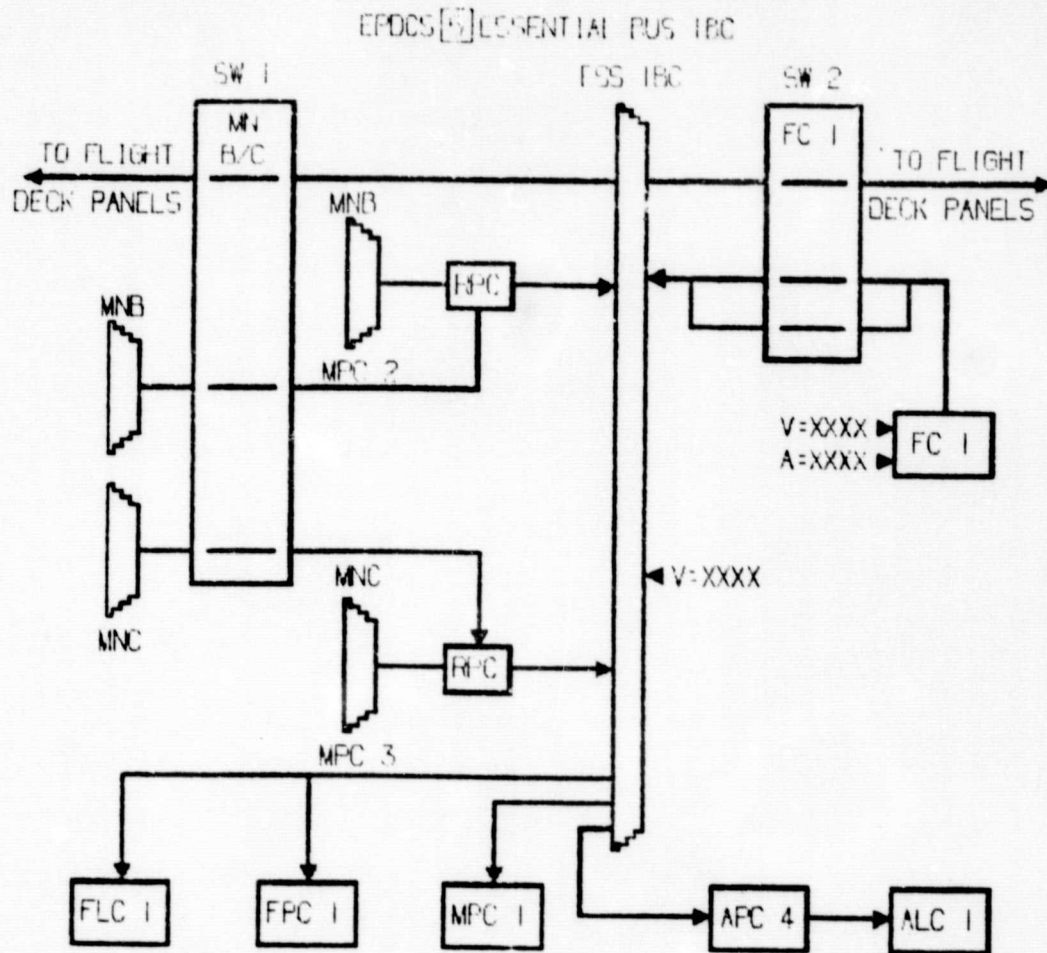 EPDCS[5]ESSENTIAL BUS 1BC
SW 1
ESS 1BC
SW 2
MN
B/C
FC 1
TO FLIGHT
DECK PANELS
TO FLIGHT
DECK PANELS
MNB
RPC
MNB
MPC 2
V=XXXX
A=XXXX
FC 1
MNC
MNC
V=XXXX
RPC
MPC 3
FLC 1
FPC 1
MPC 1
APC 4
ALC 1